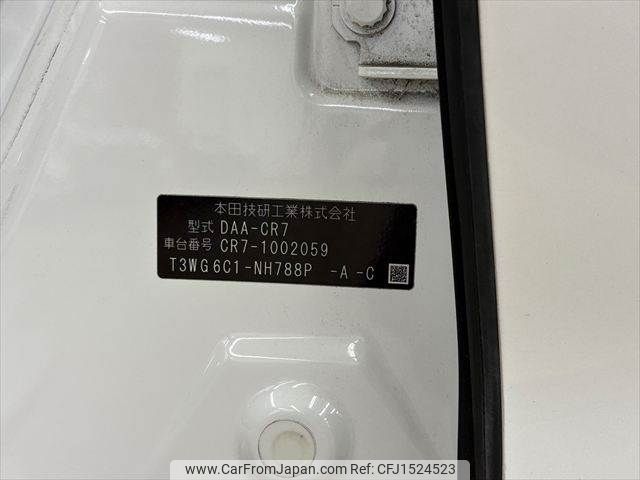 本田技研工業株式会社
型式 DAA-CR7
車台番号 CR7-1002059
T3WG6C1-NH788P -A-C
www.CarFromJapan.com | CFJ1524523